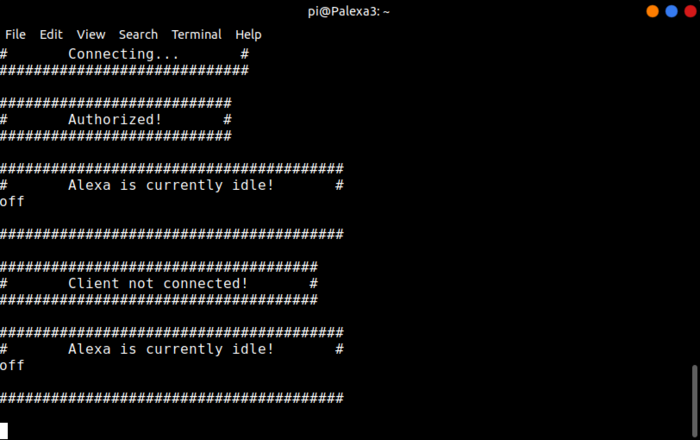 pi@Palexa3: ~
File Edit View Search Terminal Help
#       Connecting...       #
#############################

###########################
#       Authorized!       #
###########################

########################################
#       Alexa is currently idle!       #
off

########################################

#####################################
#       Client not connected!       #
#####################################

########################################
#       Alexa is currently idle!       #
off

########################################